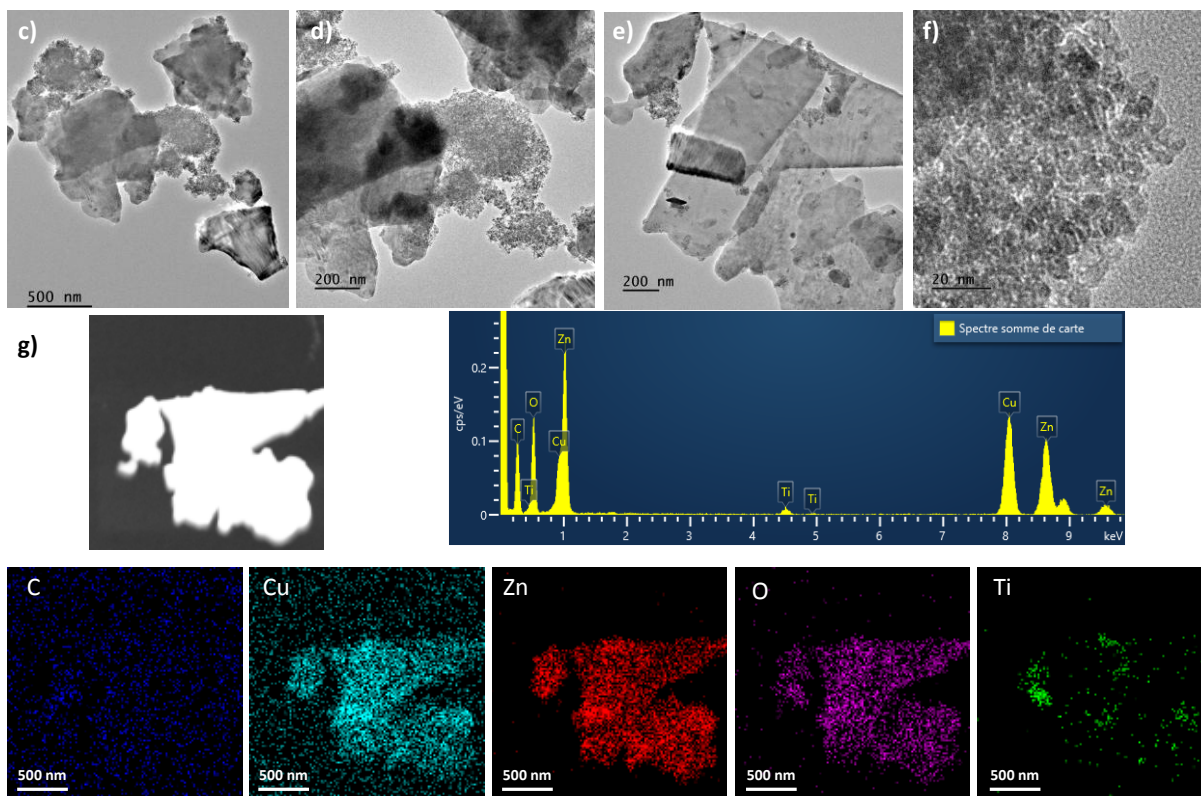 c)
d)
e)
f)
500 nm
200 nm
200 nm
20 nm
g)
Spectre somme de carte
cps/eV
0.2
0.1
0
C
Ti
O
Cu
Zn
Ti
Ti
Cu
Zn
Zn
1
2
3
4
5
6
7
8
9
keV
C
Cu
Zn
O
Ti
500 nm
500 nm
500 nm
500 nm
500 nm